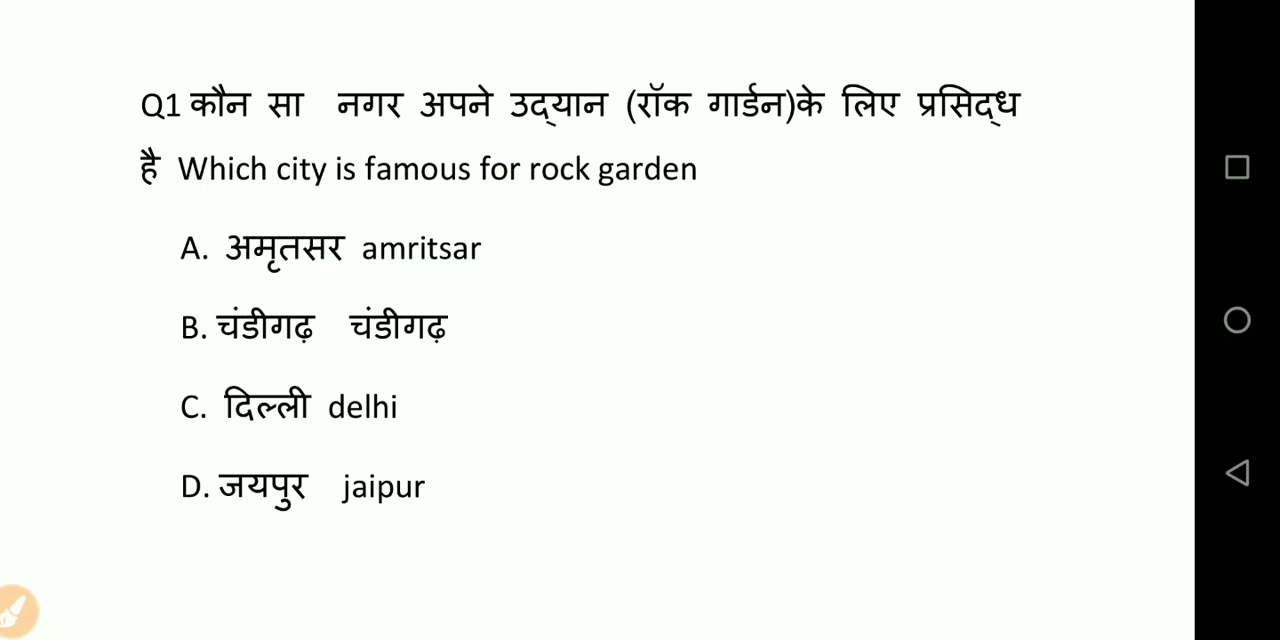 Q1 कौन सा नगर अपने उद्यान (रॉक गार्डन)के लिए प्रसिद्ध
है Which city is famous for rock garden
A. अमृतसर amritsar
B. चंडीगढ़ चंडीगढ़
C. दिल्ली delhi
D. जयपुर jaipur